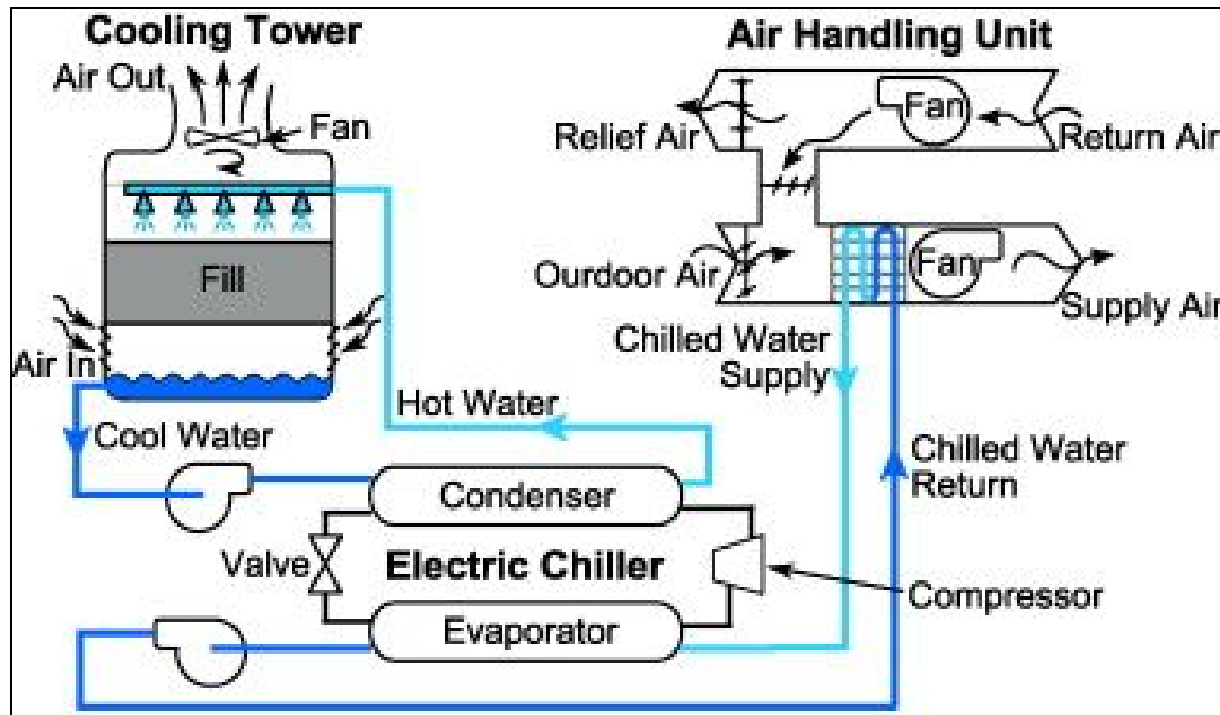 Cooling Tower
Air Out
Fan
Fill
Air In
Cool Water
Hot Water
Air Handling Unit
Fan
Relief Air
Return Air
Ourdoor Air
Fan
Supply Air
Chilled Water
Supply
Chilled Water
Return
Condenser
Valve
Electric Chiller
Compressor
Evaporator